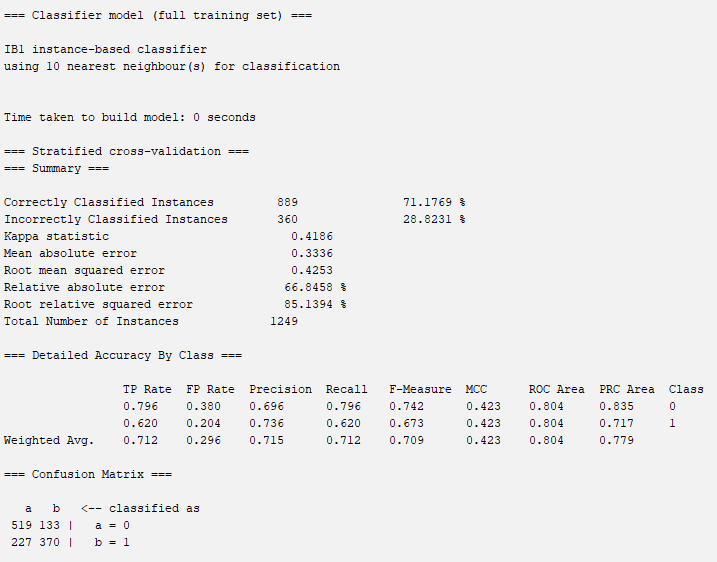 === Classifier model (full training set) ===
IB1 instance-based classifier
using 10 nearest neighbour(s) for classification
Time taken to build model: 0 seconds
=== Stratified cross-validation ===
=== Summary ===
Correctly Classified Instances 889 71.1769 %
Incorrectly Classified Instances 360 28.8231 %
Kappa statistic 0.4186
Mean absolute error 0.3336
Root mean squared error 0.4253
Relative absolute error 66.8458 %
Root relative squared error 85.1394 %
Total Number of Instances 1249
=== Detailed Accuracy By Class ===
TP Rate FP Rate Precision Recall F-Measure MCC ROC Area PRC Area Class
0.796 0.380 0.696 0.796 0.742 0.423 0.804 0.835 0
0.620 0.204 0.736 0.620 0.673 0.423 0.804 0.717 1
Weighted Avg. 0.712 0.296 0.715 0.712 0.709 0.423 0.804 0.779
=== Confusion Matrix ===
a b <-- classified as
519 133 | a = 0
227 370 | b = 1